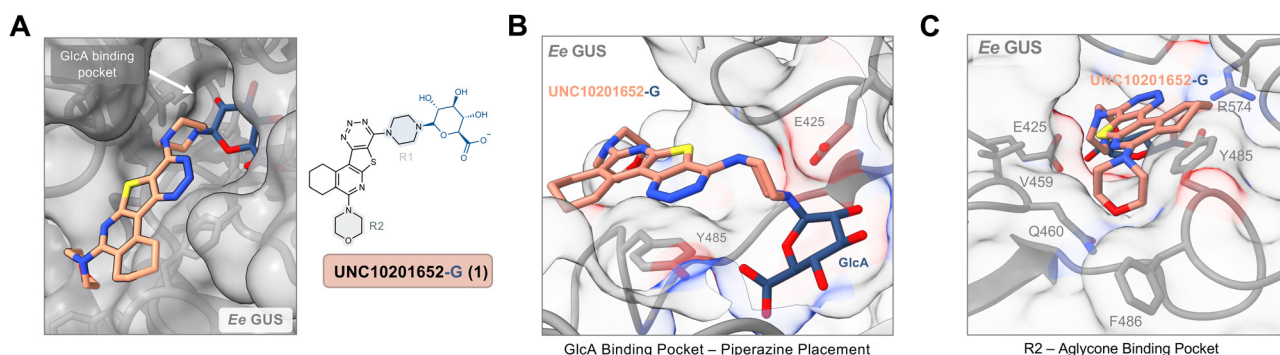 A
GlcA binding
pocket
Ee GUS
HO
OH
HO
OH
N
N
N
N
N
O
O
O⁻
R1
S
N
N
R2
O
UNC10201652-G (1)
B
Ee GUS
UNC10201652-G
E425
Y485
GlcA
GlcA Binding Pocket – Piperazine Placement
C
Ee GUS
UNC10201652-G
R574
E425
Y485
V459
Q460
F486
R2 – Aglycone Binding Pocket